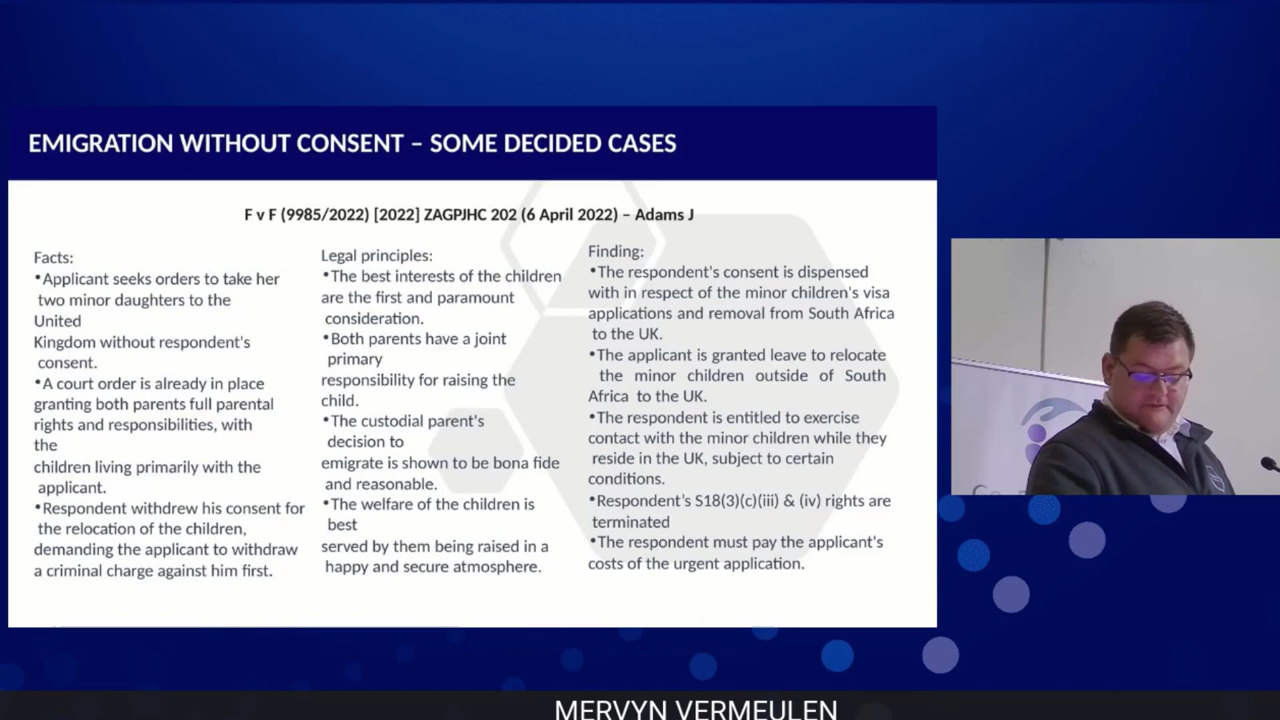 EMIGRATION WITHOUT CONSENT – SOME DECIDED CASES
F v F (9985/2022) [2022] ZAGPJHC 202 (6 April 2022) – Adams J
Facts:
•Applicant seeks orders to take her
two minor daughters to the
United
Kingdom without respondent's
consent.
•A court order is already in place
granting both parents full parental
rights and responsibilities, with
the
children living primarily with the
applicant.
•Respondent withdrew his consent for
the relocation of the children,
demanding the applicant to withdraw
a criminal charge against him first.
Legal principles:
•The best interests of the children
are the first and paramount
consideration.
•Both parents have a joint
primary
responsibility for raising the
child.
•The custodial parent's
decision to
emigrate is shown to be bona fide
and reasonable.
•The welfare of the children is
best
served by them being raised in a
happy and secure atmosphere.
Finding:
•The respondent's consent is dispensed
with in respect of the minor children's visa
applications and removal from South Africa
to the UK.
•The applicant is granted leave to relocate
the minor children outside of South
Africa to the UK.
•The respondent is entitled to exercise
contact with the minor children while they
reside in the UK, subject to certain
conditions.
•Respondent's S18(3)(c)(iii) & (iv) rights are
terminated
•The respondent must pay the applicant's
costs of the urgent application.
MERVYN VERMEULEN